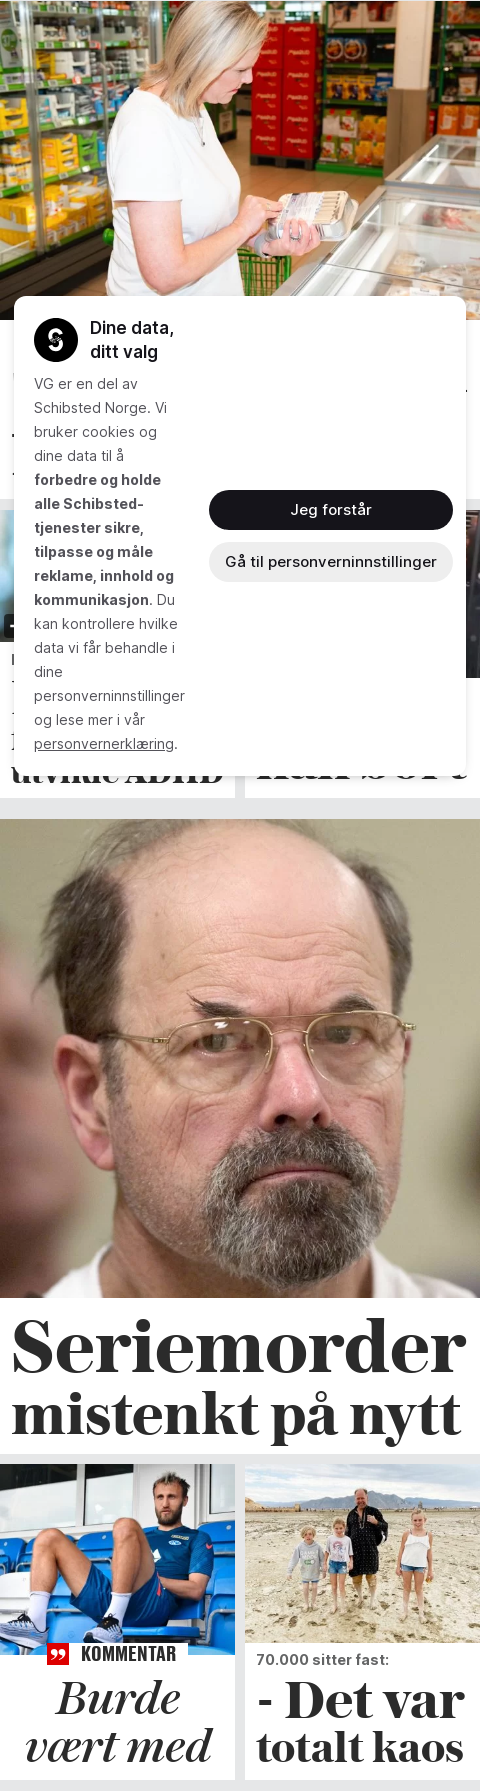 Dine data,
ditt valg
VG er en del av
Schibsted Norge. Vi
bruker cookies og
dine data til å
forbedre og holde
alle Schibsted-
tjenester sikre,
tilpasse og måle
reklame, innhold og
kommunikasjon. Du
kan kontrollere hvilke
data vi får behandle i
dine
personverninnstillinger
og lese mer i vår
personvernerklæring.
Jeg forstår
Gå til personverninnstillinger
utvikle ADHD
Seriemorder
mistenkt på nytt
KOMMENTAR
Burde
vært med
70.000 sitter fast:
- Det var
totalt kaos